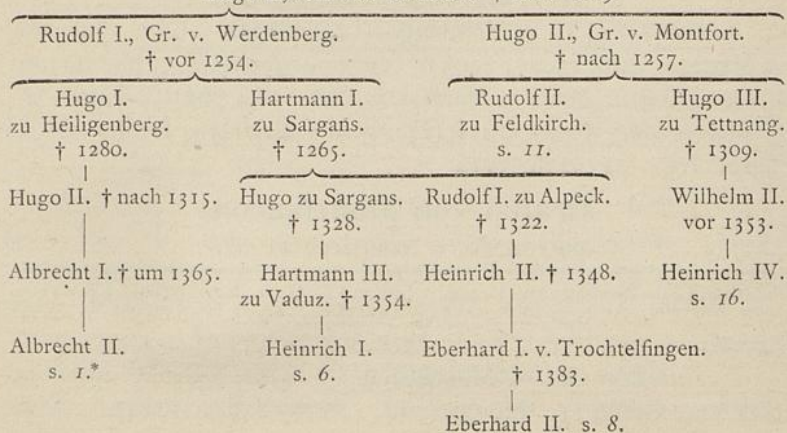 Rudolf I., Gr. v. Werdenberg. Hugo II., Gr. v. Montfort.
† vor 1254. † nach 1257.
Hugo I. Hartmann I. Rudolf II. Hugo III.
zu Heiligenberg. zu Sargans. zu Feldkirch. zu Tettnang.
† 1280. † 1265. s. 11. † 1309.
Hugo II. † nach 1315. Hugo zu Sargans. Rudolf I. zu Alpeck. Wilhelm II.
† 1328. † 1322. vor 1353.
Albrecht I. † um 1365. Hartmann III. Heinrich II. † 1348. Heinrich IV.
zu Vaduz. † 1354. s. 16.
Albrecht II. Heinrich I. Eberhard I. v. Trochtelfingen.
s. 1.* s. 6. † 1383.
Eberhard II. s. 8.